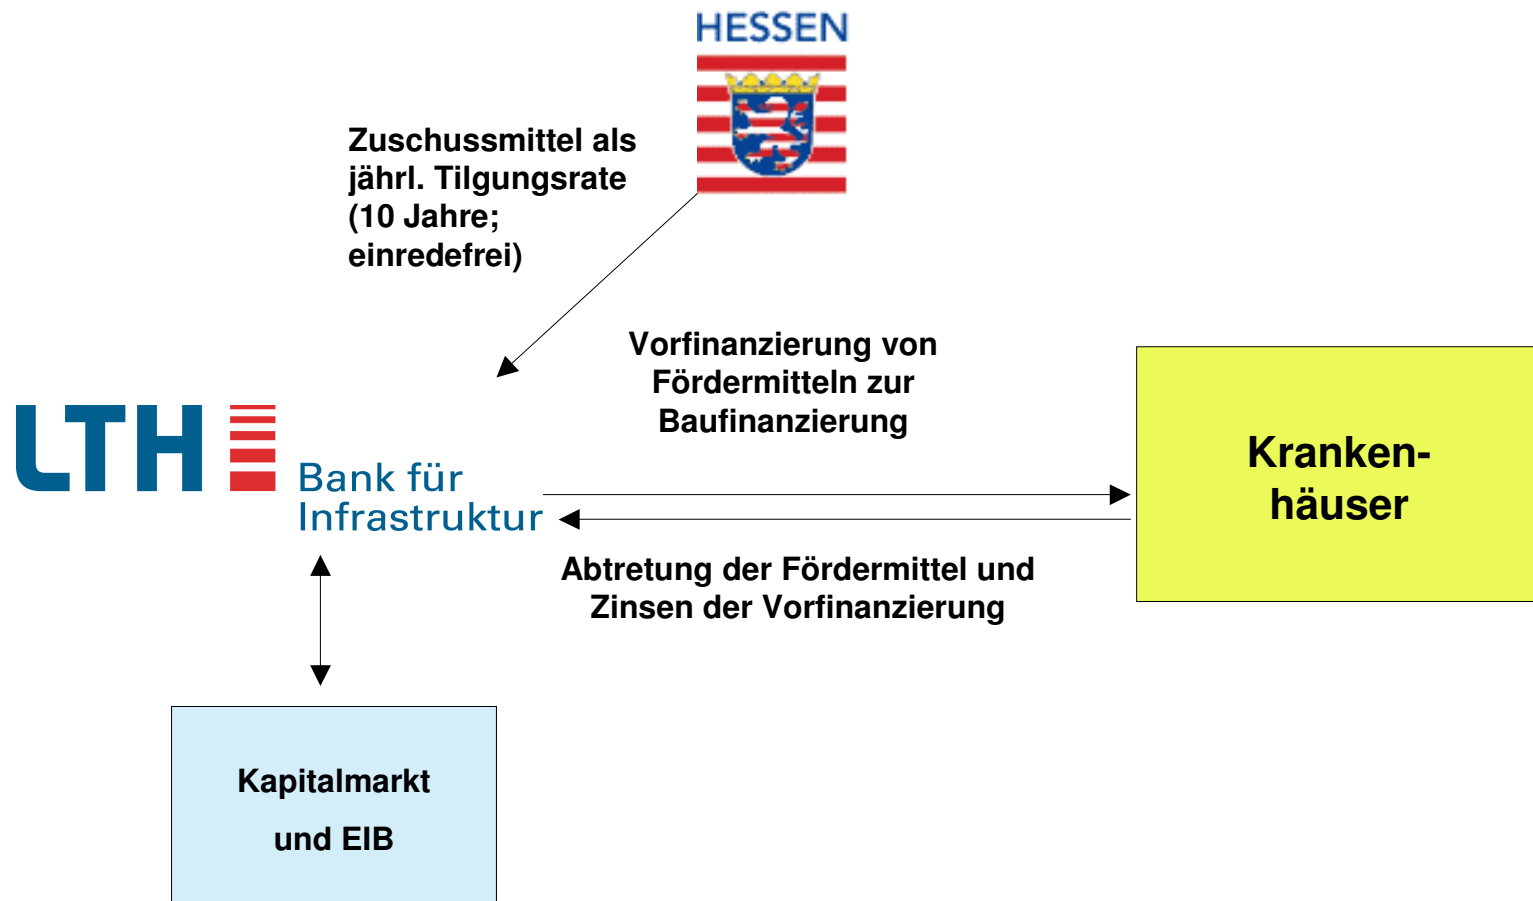 HESSEN
Zuschussmittel als
jährl. Tilgungsrate
(10 Jahre;
einredefrei)
Vorfinanzierung von
Fördermitteln zur
Baufinanzierung
LTH
Bank für
Infrastruktur
Kranken-
häuser
Abtretung der Fördermittel und
Zinsen der Vorfinanzierung
Kapitalmarkt
und EIB